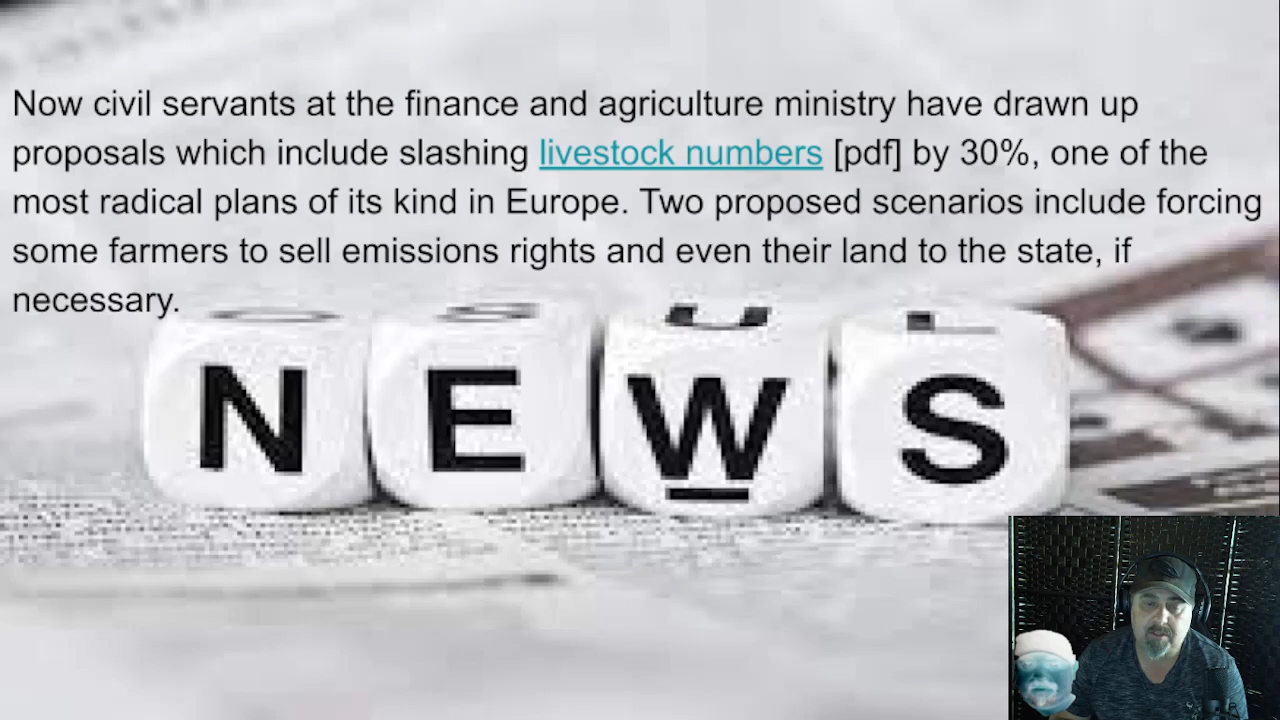 Now civil servants at the finance and agriculture ministry have drawn up
proposals which include slashing livestock numbers [pdf] by 30%, one of the
most radical plans of its kind in Europe. Two proposed scenarios include forcing
some farmers to sell emissions rights and even their land to the state, if
necessary.
NEWS